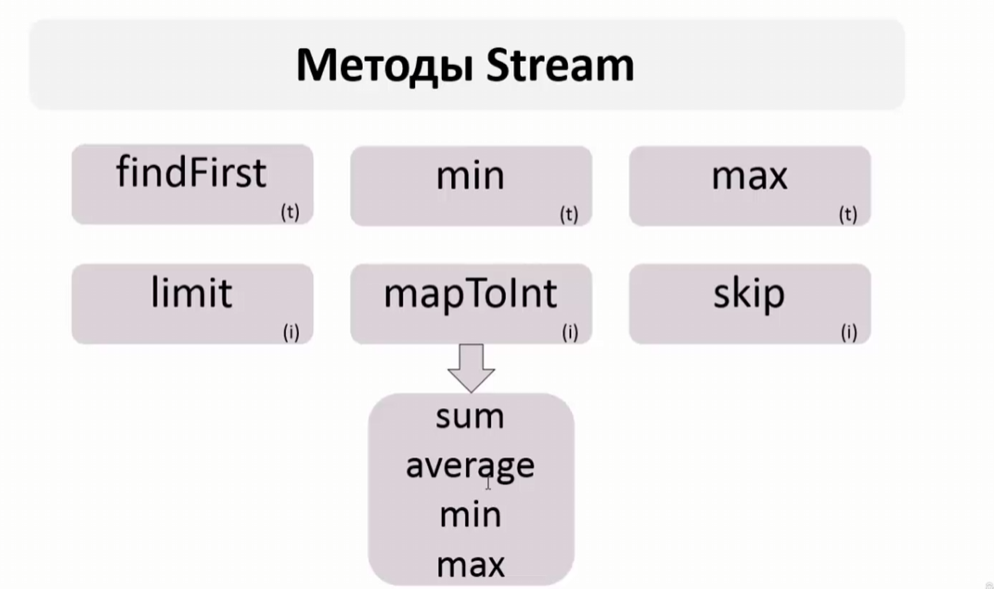 Методы Stream
findFirst
(t)
min
(t)
max
(t)
limit
(i)
mapToInt
(i)
skip
(i)
sum
average
min
max